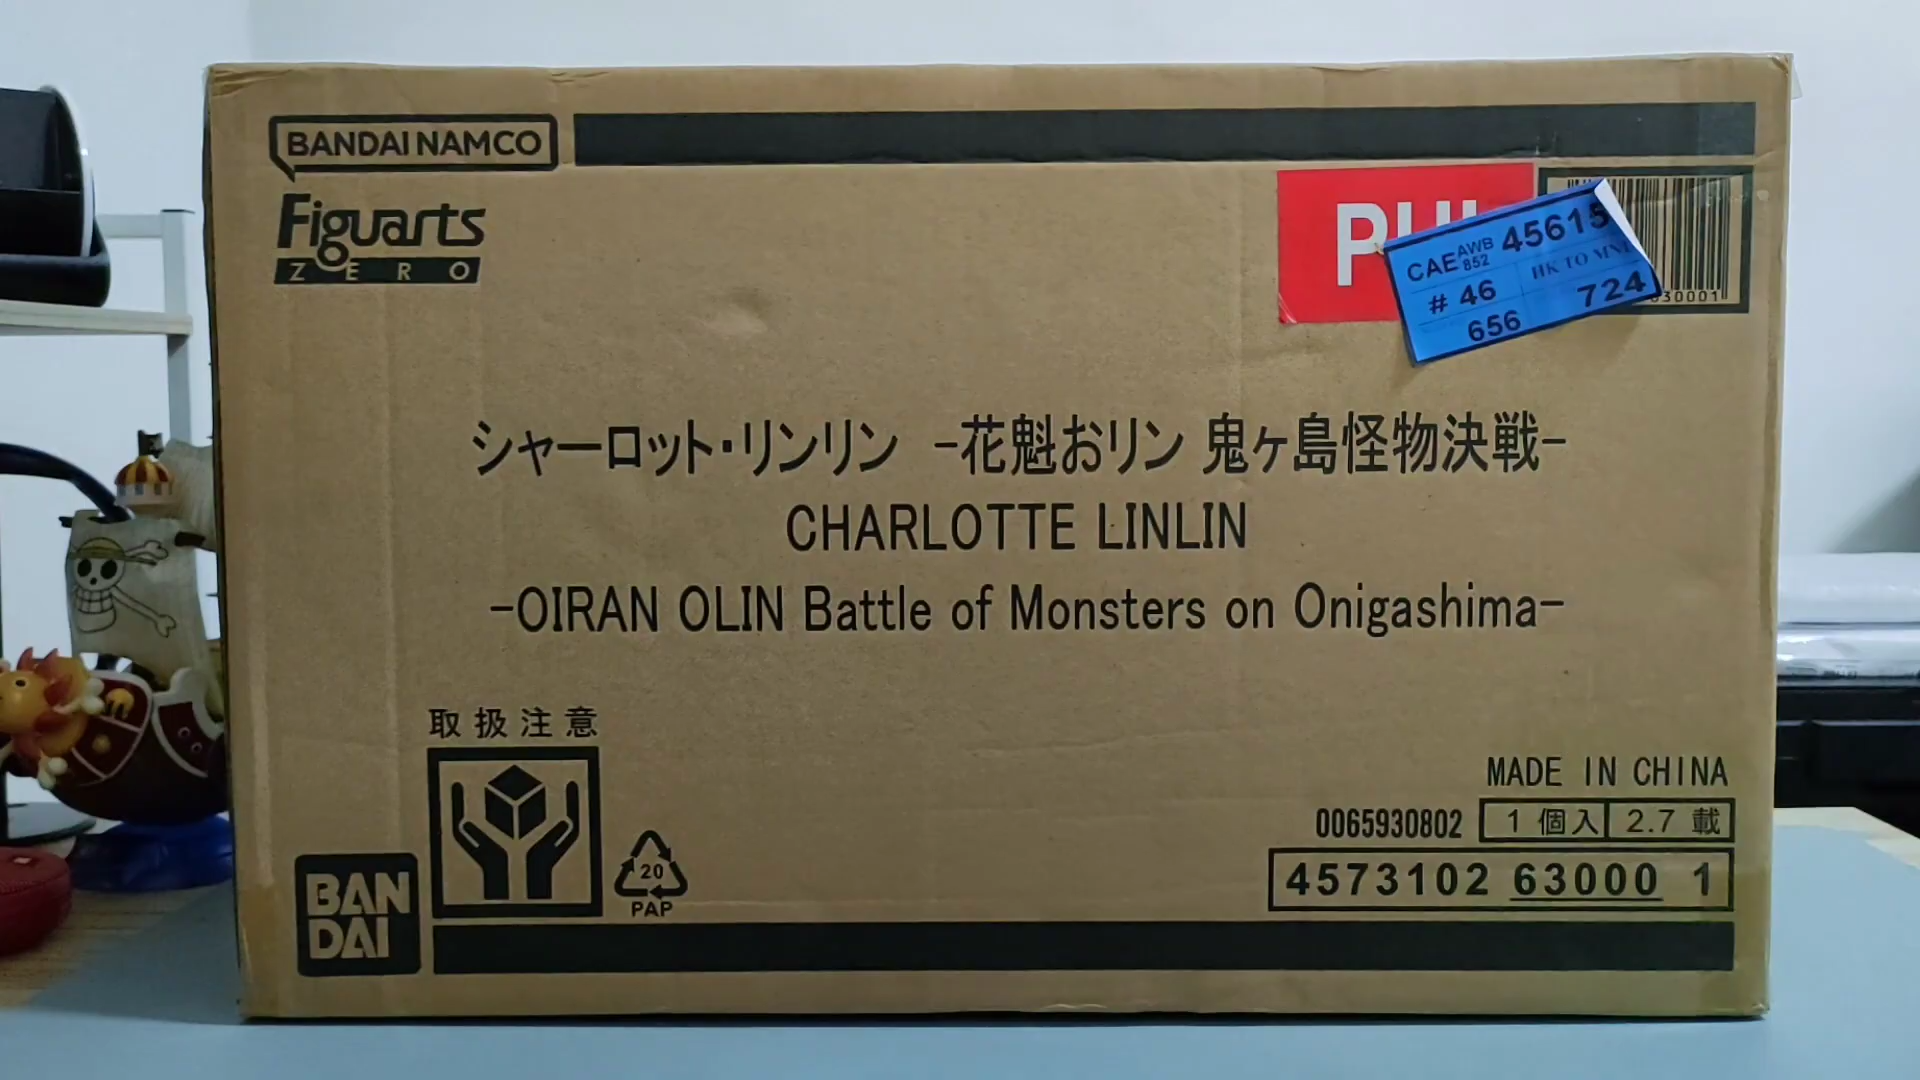 BANDAI NAMCO
Figuarts
ZERO
CAE AWB 852 45615
HK TO MNL
# 46
724
656
30001
シャーロット・リンリン -花魁おリン 鬼ヶ島怪物決戦-
CHARLOTTE LINLIN
-OIRAN OLIN Battle of Monsters on Onigashima-
取扱注意
MADE IN CHINA
0065930802 1個入 2.7 載
4573102 63000 1
20
PAP
BAN
DAI